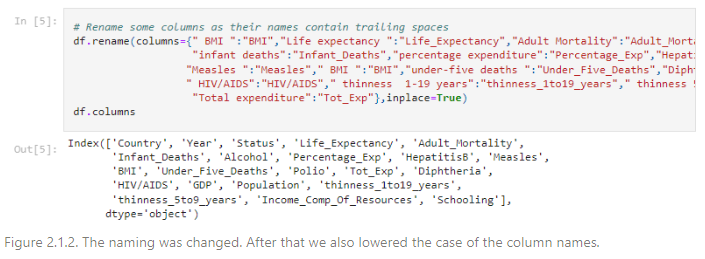 In [5]:
# Rename some columns as their names contain trailing spaces
df.rename(columns={" BMI ":"BMI","Life expectancy ":"Life_Expectancy","Adult Mortality":"Adult_Morta
"infant deaths":"Infant_Deaths","percentage expenditure":"Percentage_Exp","Hepat
"Measles ":"Measles"," BMI ":"BMI","under-five deaths ":"Under_Five_Deaths","Diph
" HIV/AIDS":"HIV/AIDS"," thinness  1-19 years":"thinness_1to19_years"," thinness
"Total expenditure":"Tot_Exp"},inplace=True)
df.columns
Out[5]:
Index(['Country', 'Year', 'Status', 'Life_Expectancy', 'Adult_Mortality',
'Infant_Deaths', 'Alcohol', 'Percentage_Exp', 'HepatitisB', 'Measles',
'BMI', 'Under_Five_Deaths', 'Polio', 'Tot_Exp', 'Diphtheria',
'HIV/AIDS', 'GDP', 'Population', 'thinness_1to19_years',
'thinness_5to9_years', 'Income_Comp_Of_Resources', 'Schooling'],
dtype='object')
Figure 2.1.2. The naming was changed. After that we also lowered the case of the column names.